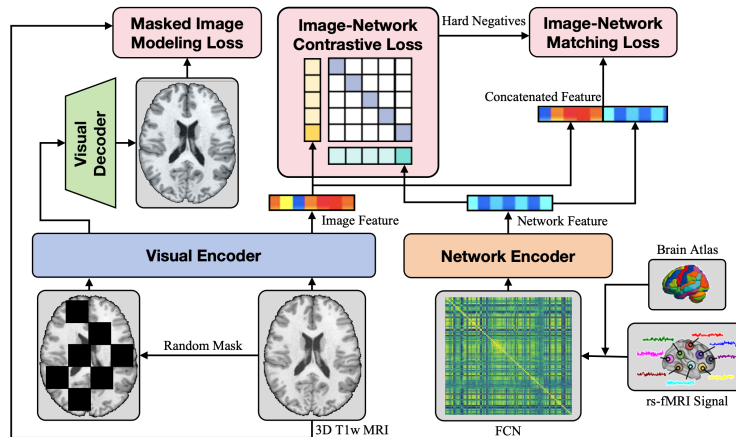 Masked Image
Modeling Loss
Image-Network
Contrastive Loss
Hard Negatives
Image-Network
Matching Loss
Visual
Decoder
Concatenated Feature
Image Feature
Network Feature
Visual Encoder
Network Encoder
Brain Atlas
Random Mask
rs-fMRI Signal
3D T1w MRI
FCN